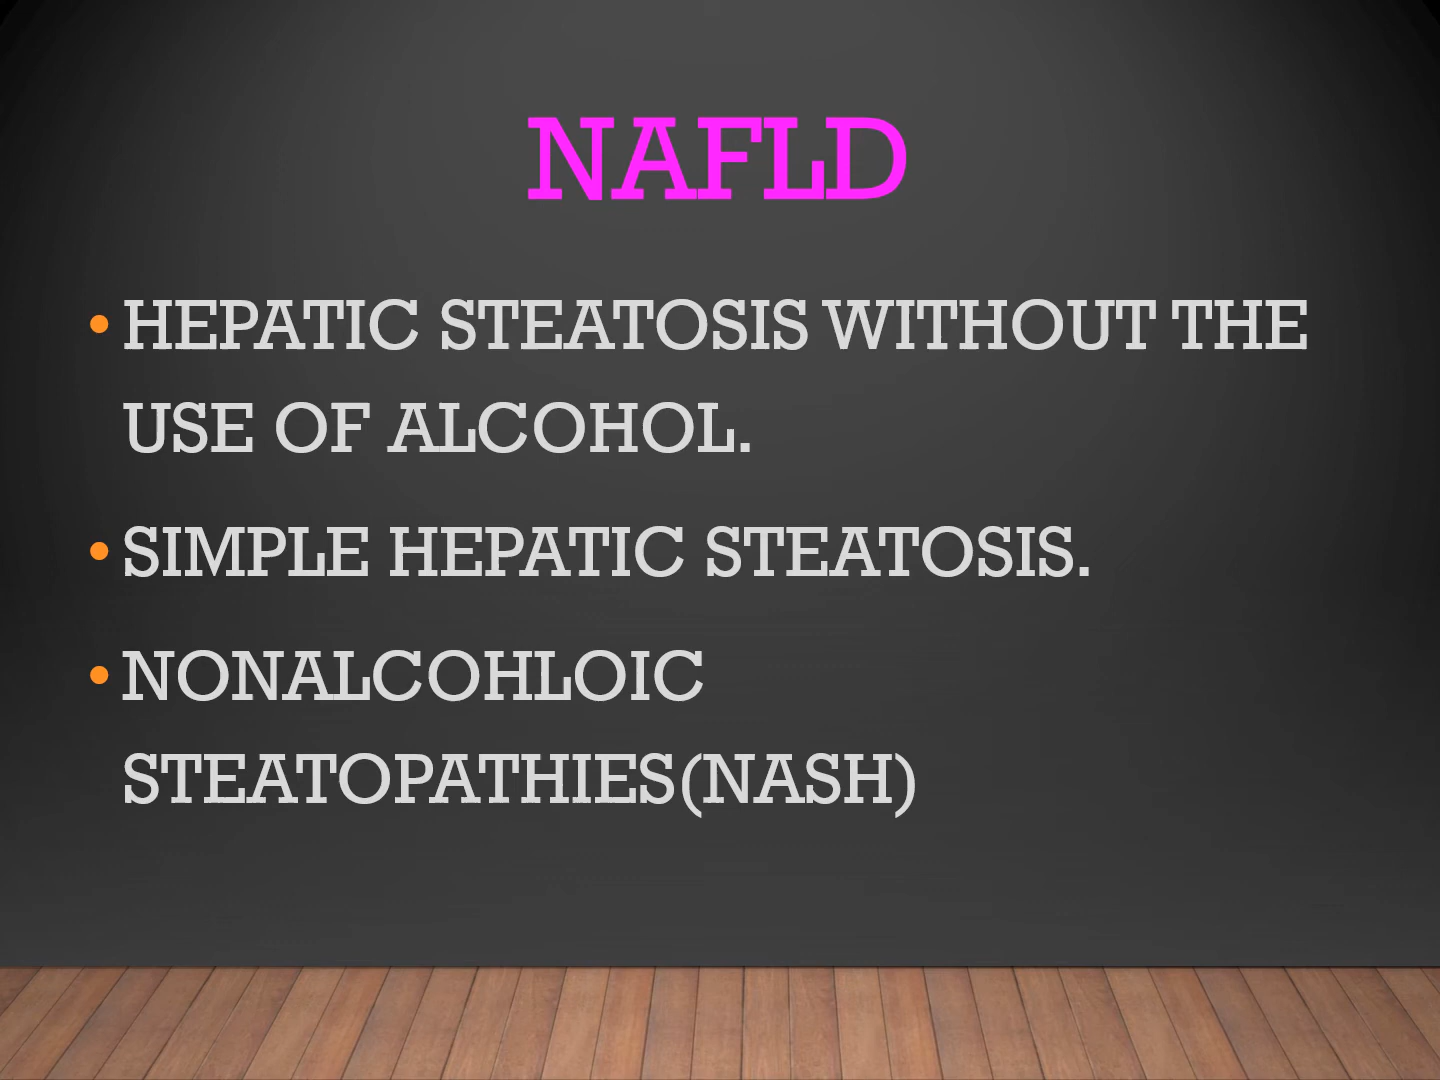 NAFLD
• HEPATIC STEATOSIS WITHOUT THE
USE OF ALCOHOL.
• SIMPLE HEPATIC STEATOSIS.
• NONALCOHLOIC
STEATOPATHIES(NASH)